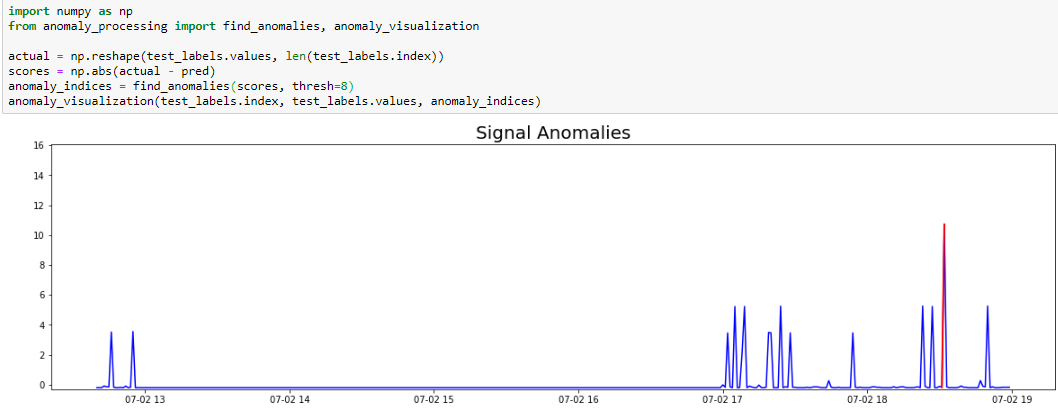 import numpy as np
from anomaly_processing import find_anomalies, anomaly_visualization
actual = np.reshape(test_labels.values, len(test_labels.index))
scores = np.abs(actual - pred)
anomaly_indices = find_anomalies(scores, thresh=8)
anomaly_visualization(test_labels.index, test_labels.values, anomaly_indices)
Signal Anomalies
16
14
12
10
8
6
4
2
0
07-02 13 07-02 14 07-02 15 07-02 16 07-02 17 07-02 18 07-02 19